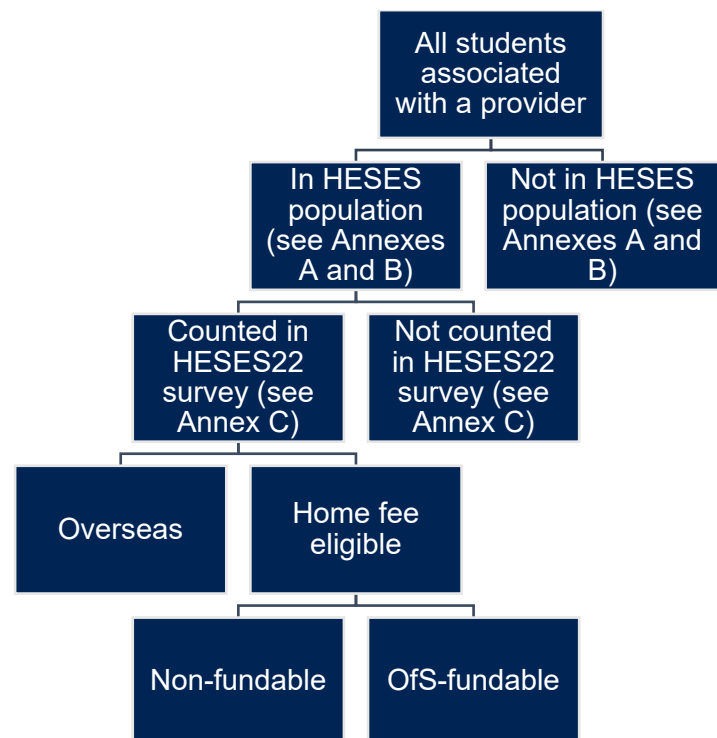 All students
associated
with a provider
In HESES
population
(see Annexes
A and B)
Not in HESES
population (see
Annexes A and
B)
Counted in
HESES22
survey (see
Annex C)
Not counted
in HESES22
survey (see
Annex C)
Overseas
Home fee
eligible
Non-fundable
OfS-fundable